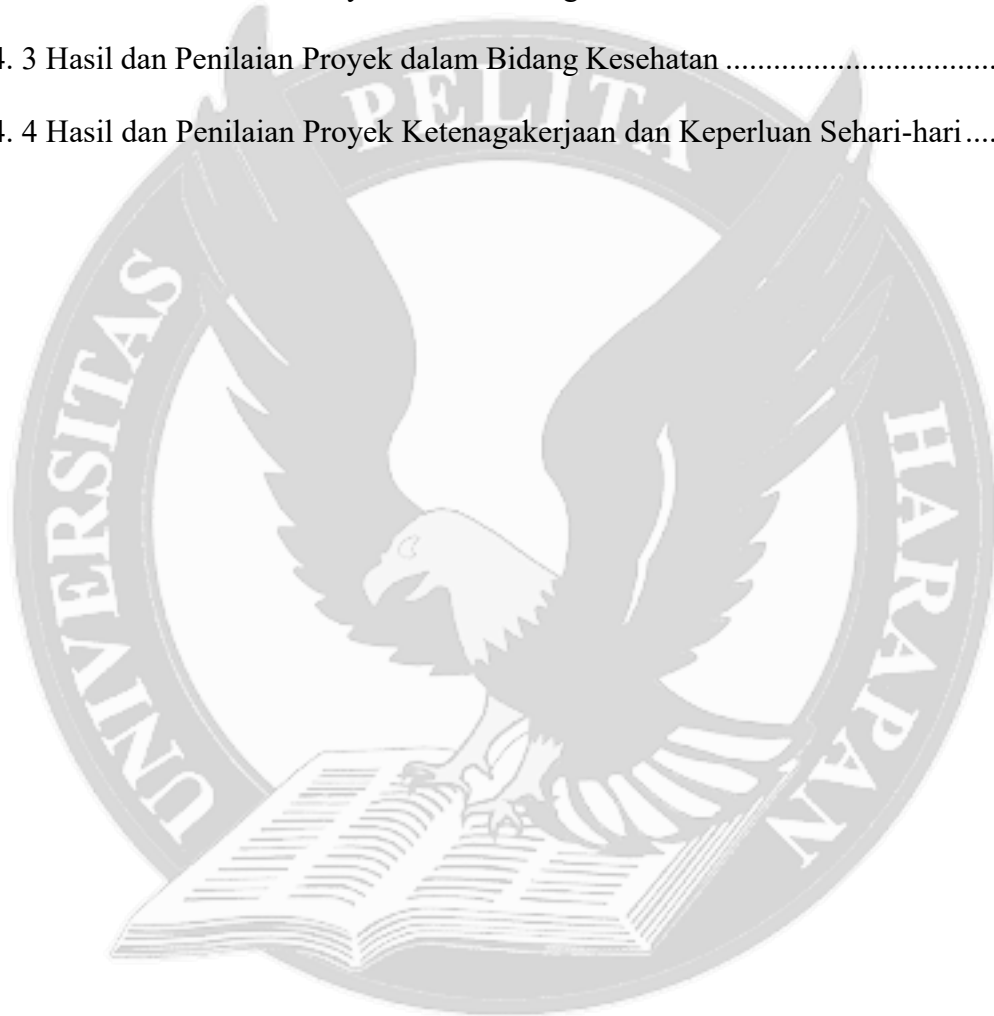 4. 3 Hasil dan Penilaian Proyek dalam Bidang Kesehatan ..................................
4. 4 Hasil dan Penilaian Proyek Ketenagakerjaan dan Keperluan Sehari-hari....
UNIVERSITAS PELITA HARAPAN